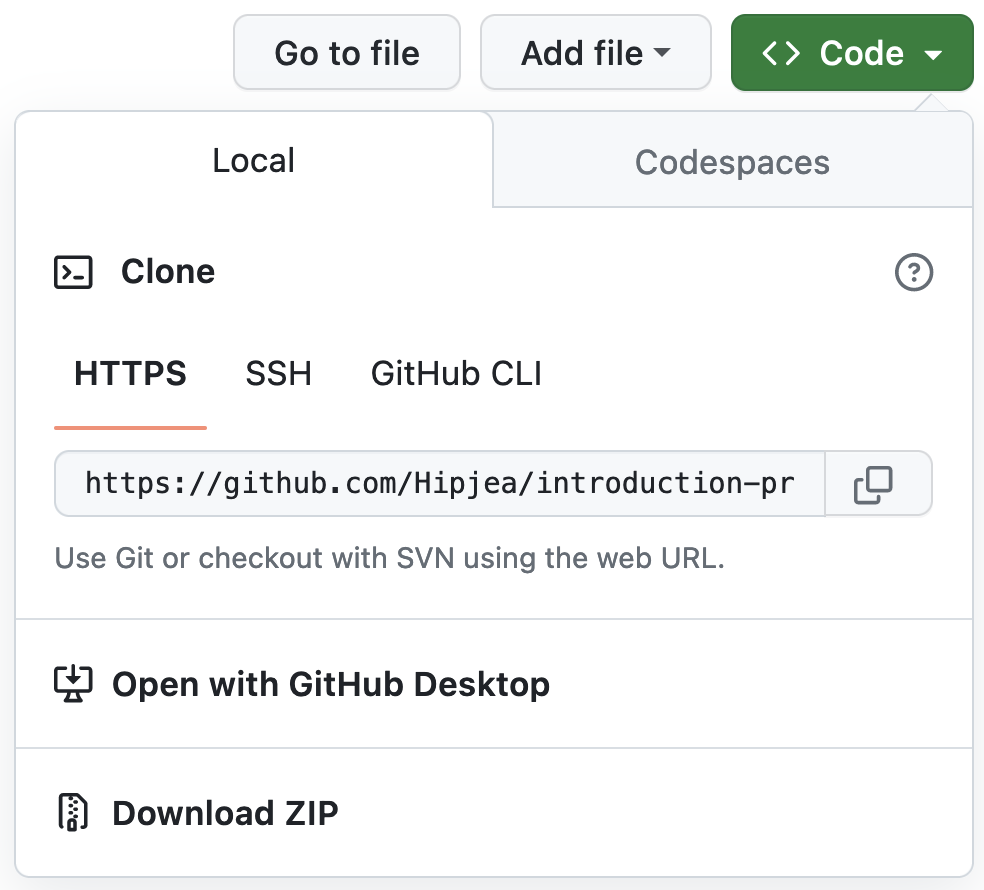 Go to file
Add file
<> Code
Local
Codespaces
Clone
?
HTTPS
SSH
GitHub CLI
https://github.com/Hipjea/introduction-pr
Use Git or checkout with SVN using the web URL.
Open with GitHub Desktop
Download ZIP